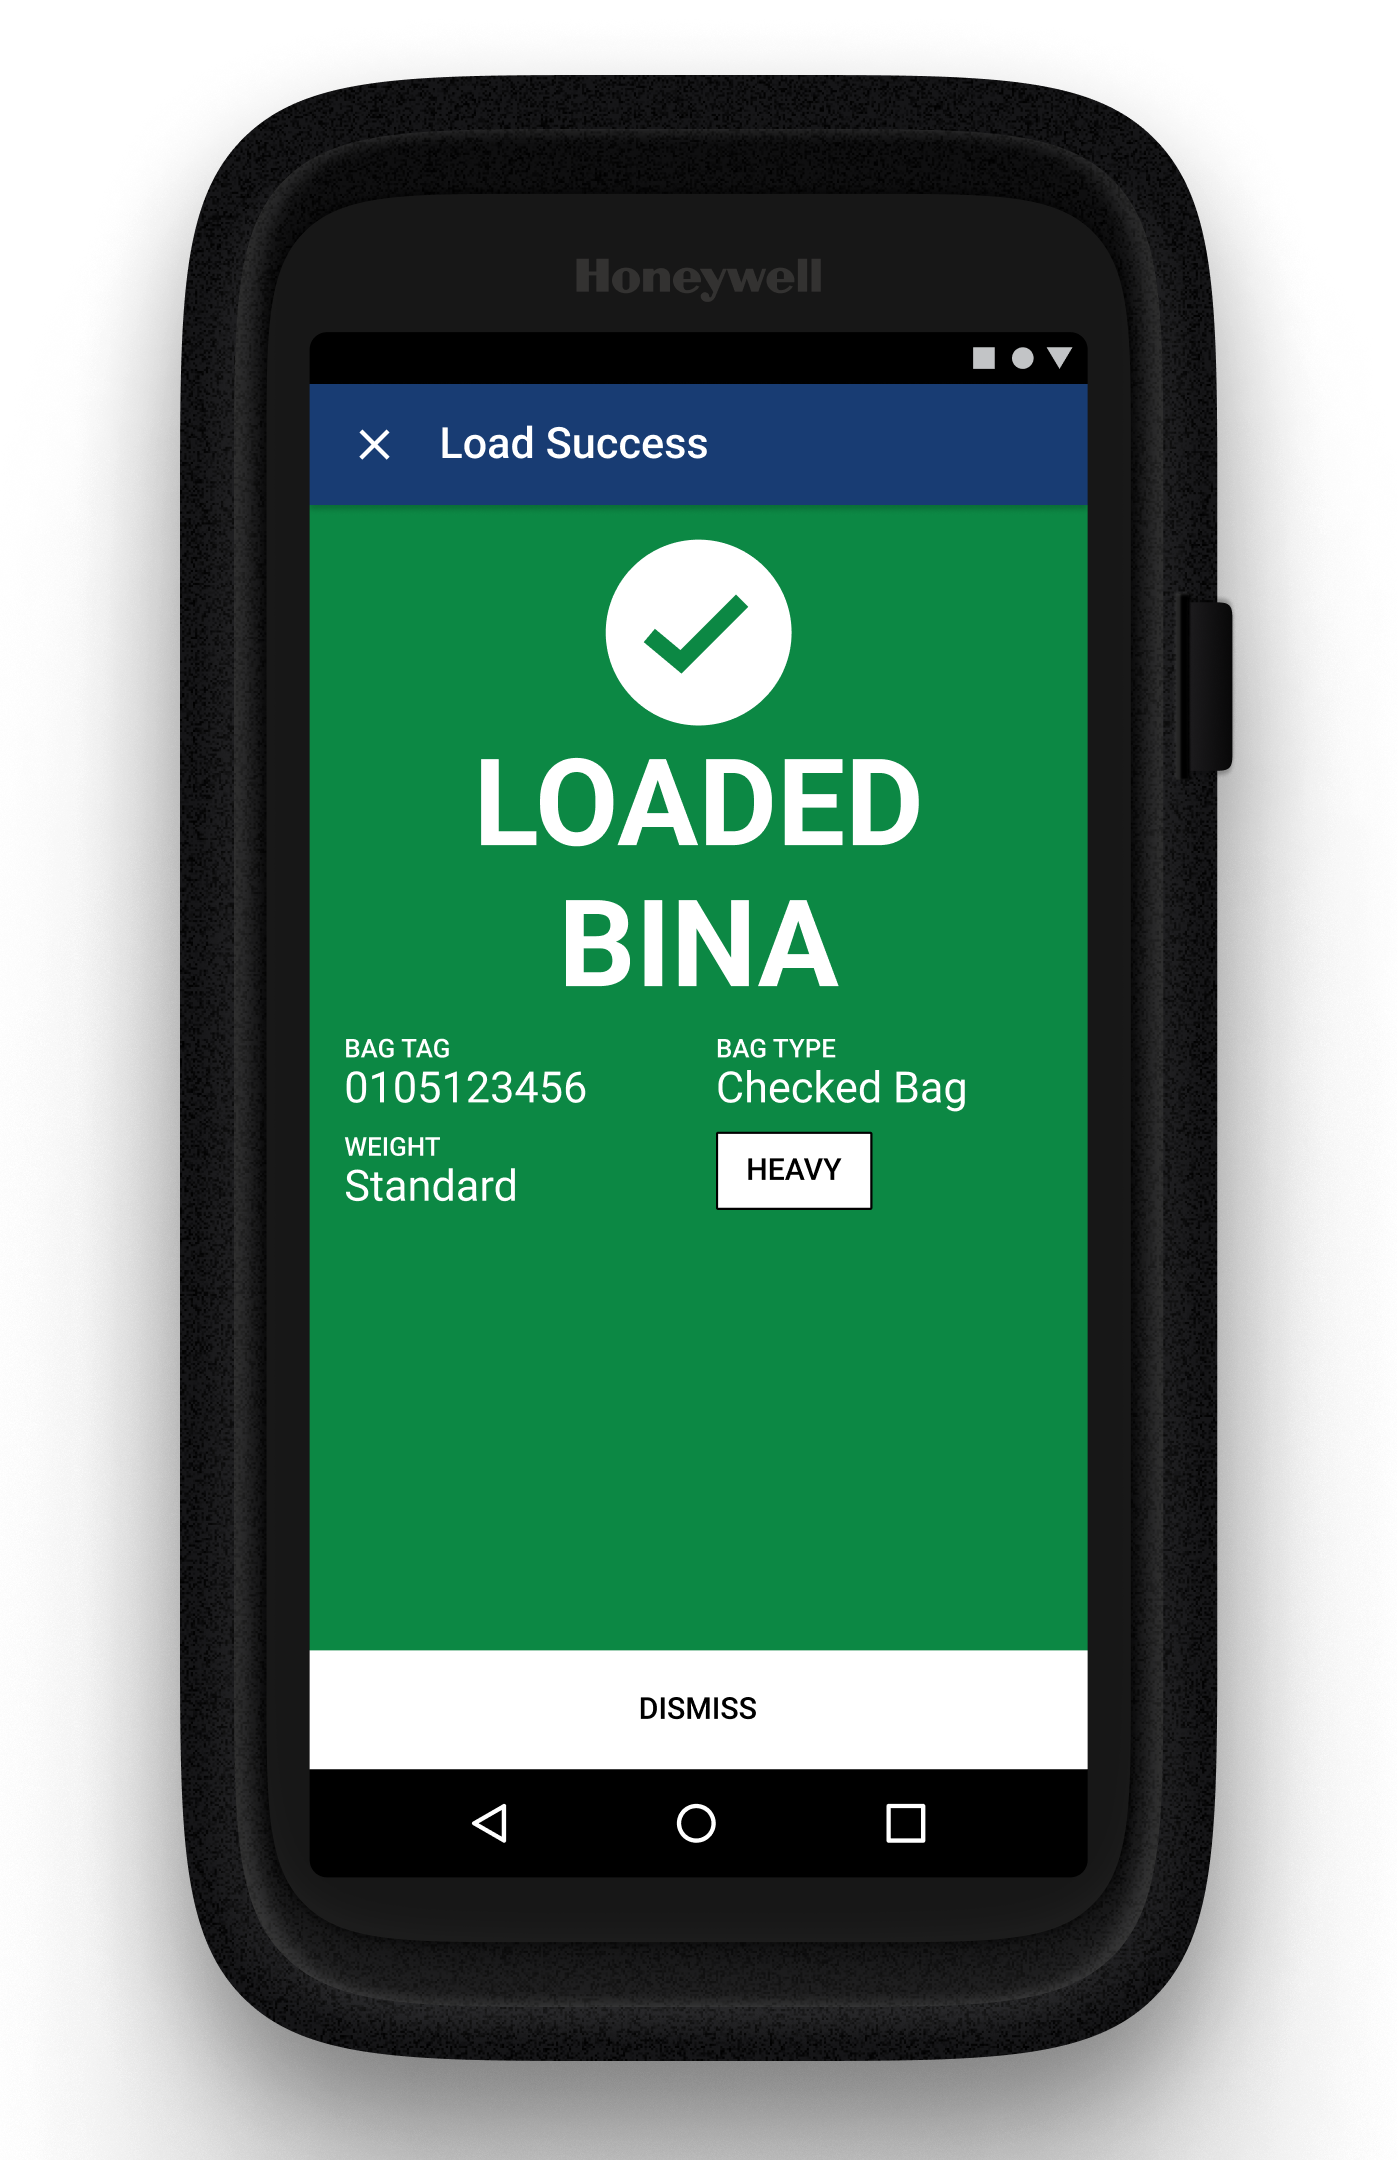 Honeywell
Load Success
LOADED
BINA
BAG TAG
0105123456
BAG TYPE
Checked Bag
WEIGHT
Standard
HEAVY
DISMISS